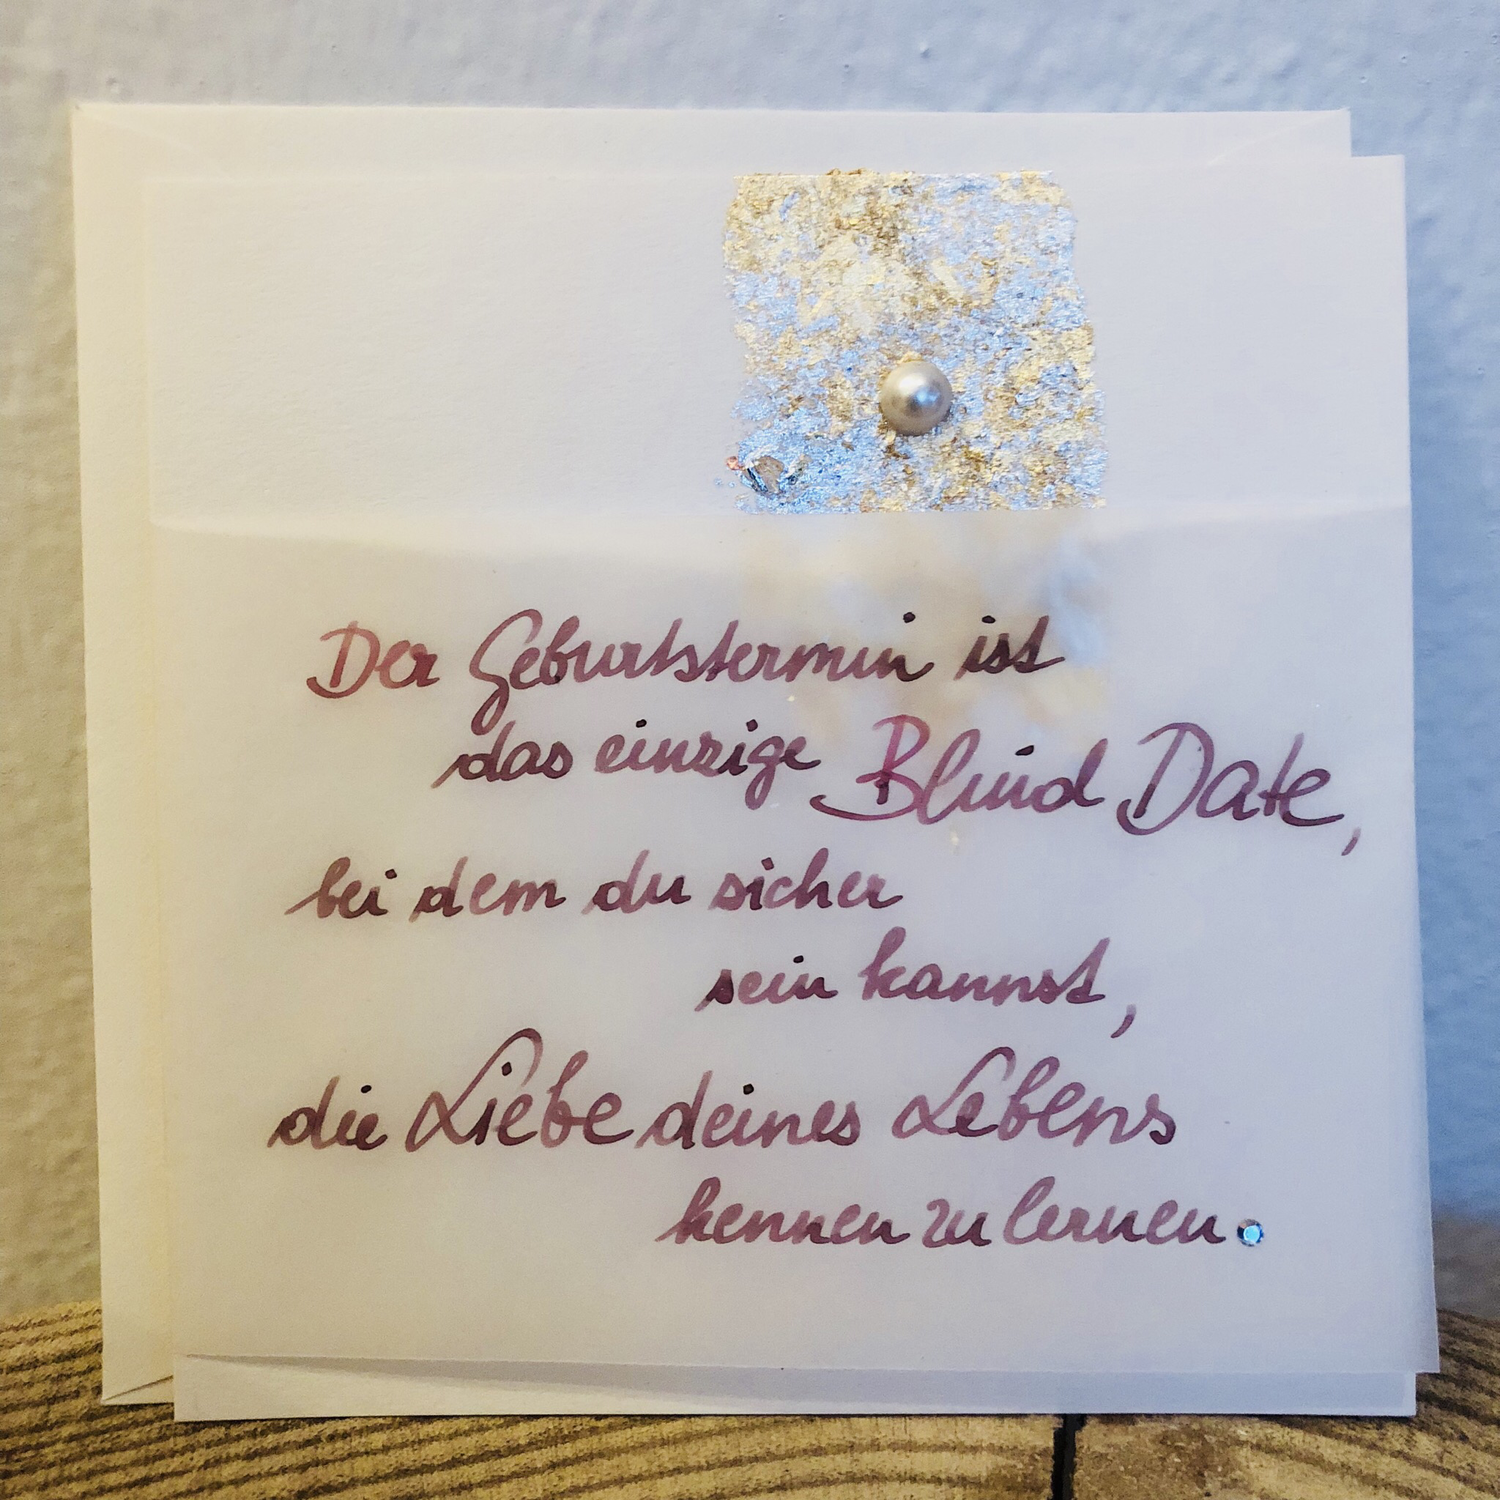 Der Geburtstermin ist
das einzige Blind Date,
bei dem du sicher
sein kannst,
die Liebe deines Lebens
kennen zu lernen.